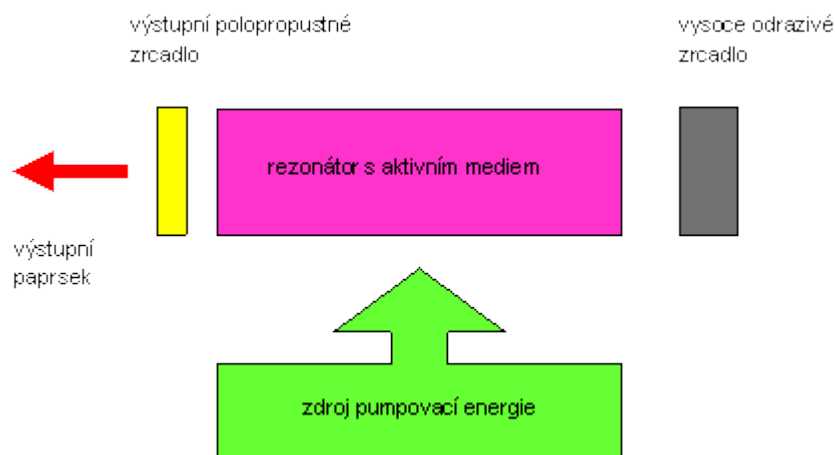 výstupní polopropustné
zrcadlo
vysoce odrazivé
zrcadlo
rezonátor s aktivním mediem
výstupní
paprsek
zdroj pumpovací energie